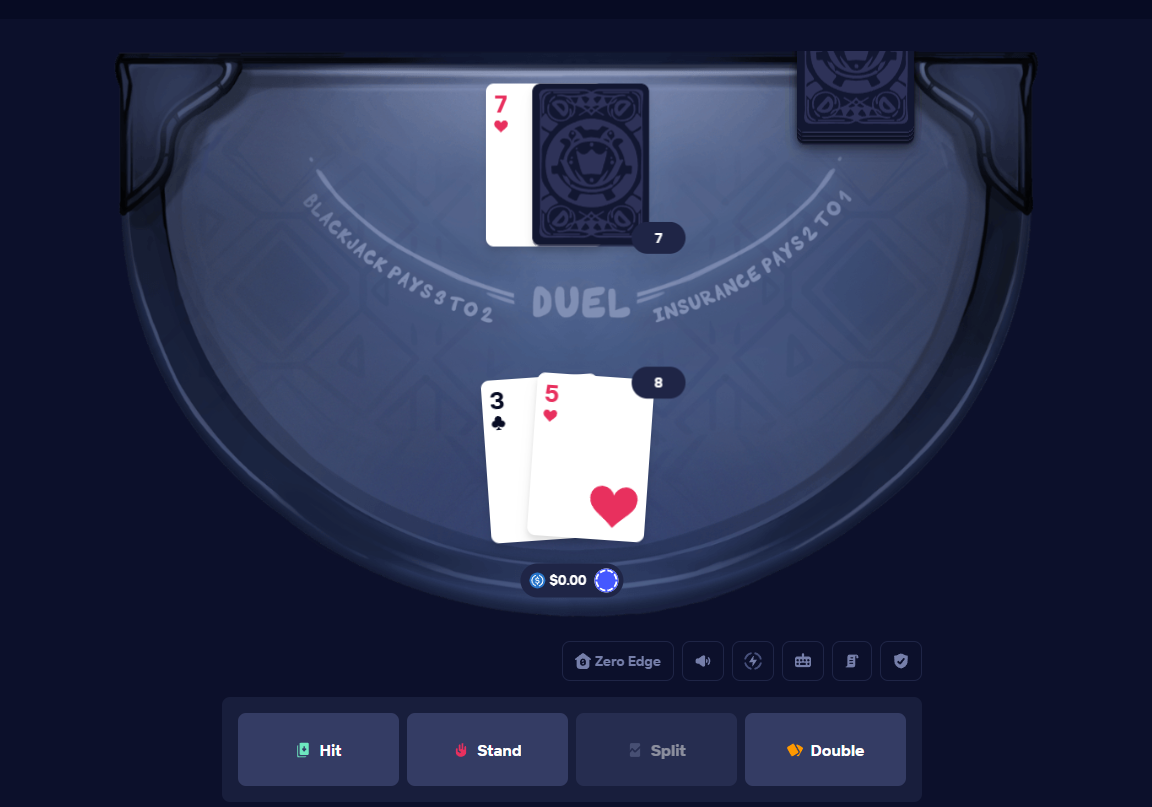 7
7
BLACKJACK PAYS 3 TO 2
DUEL
INSURANCE PAYS 2 TO 1
8
3
5
$0.00
Zero Edge
Hit
Stand
Split
Double